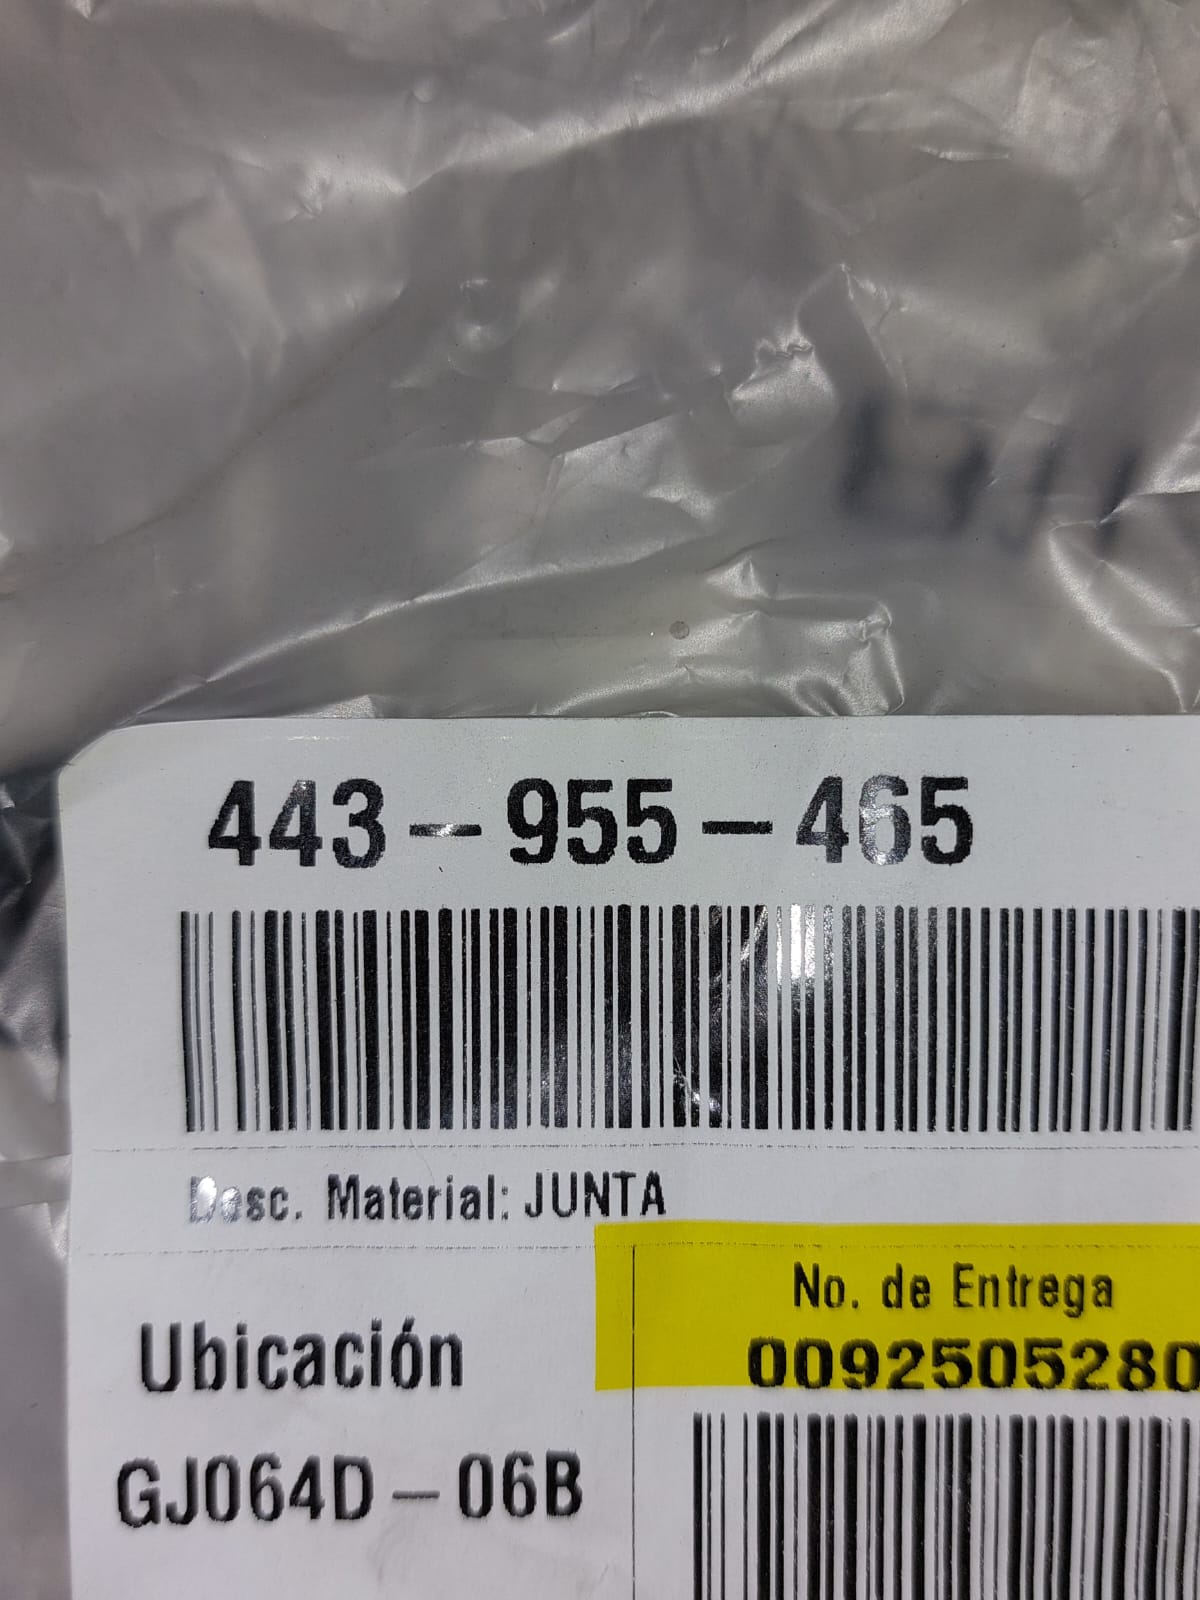 443-955-465
Desc. Material: JUNTA
No. de Entrega
0092505280
Ubicación
GJ064D-06B